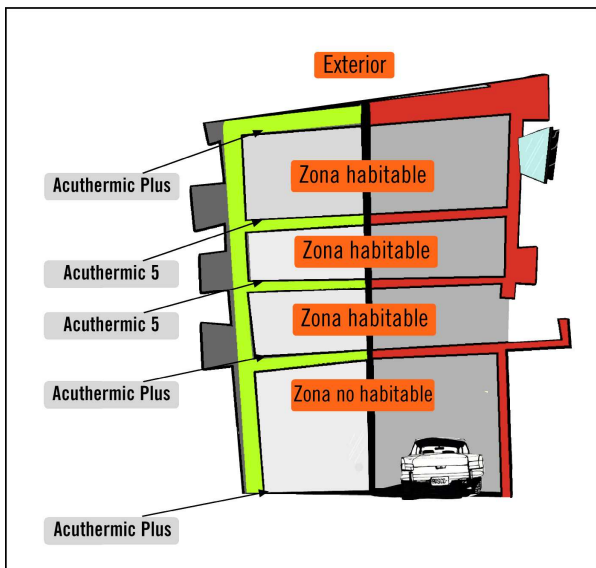 Exterior
Zona habitable
Acuthermic Plus
Zona habitable
Acuthermic 5
Zona habitable
Acuthermic 5
Zona no habitable
Acuthermic Plus
Acuthermic Plus